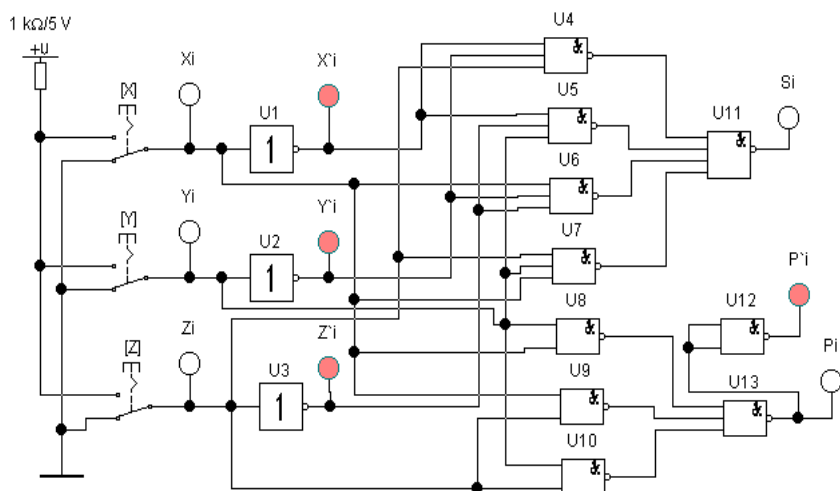 1 kΩ/5 V
+U
[X]
Xi
X`i
U1
1
[Y]
Yi
Y`i
U2
1
[Z]
Zi
Z`i
U3
1
U4
&
U5
&
U6
&
U7
&
U8
&
U9
&
U10
&
U11
&
Si
U12
&
P`i
U13
&
Pi